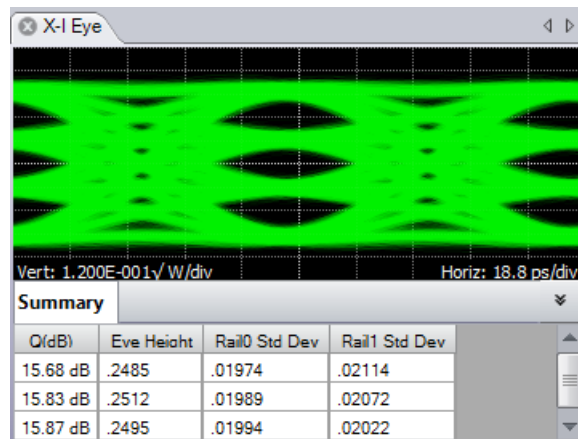 X-I Eye
Vert: 1.200E-001√ W/div Horiz: 18.8 ps/div
Summary
Q(dB) Eye Height Rail0 Std Dev Rail1 Std Dev
15.68 dB .2485 .01974 .02114
15.83 dB .2512 .01989 .02072
15.87 dB .2495 .01994 .02022